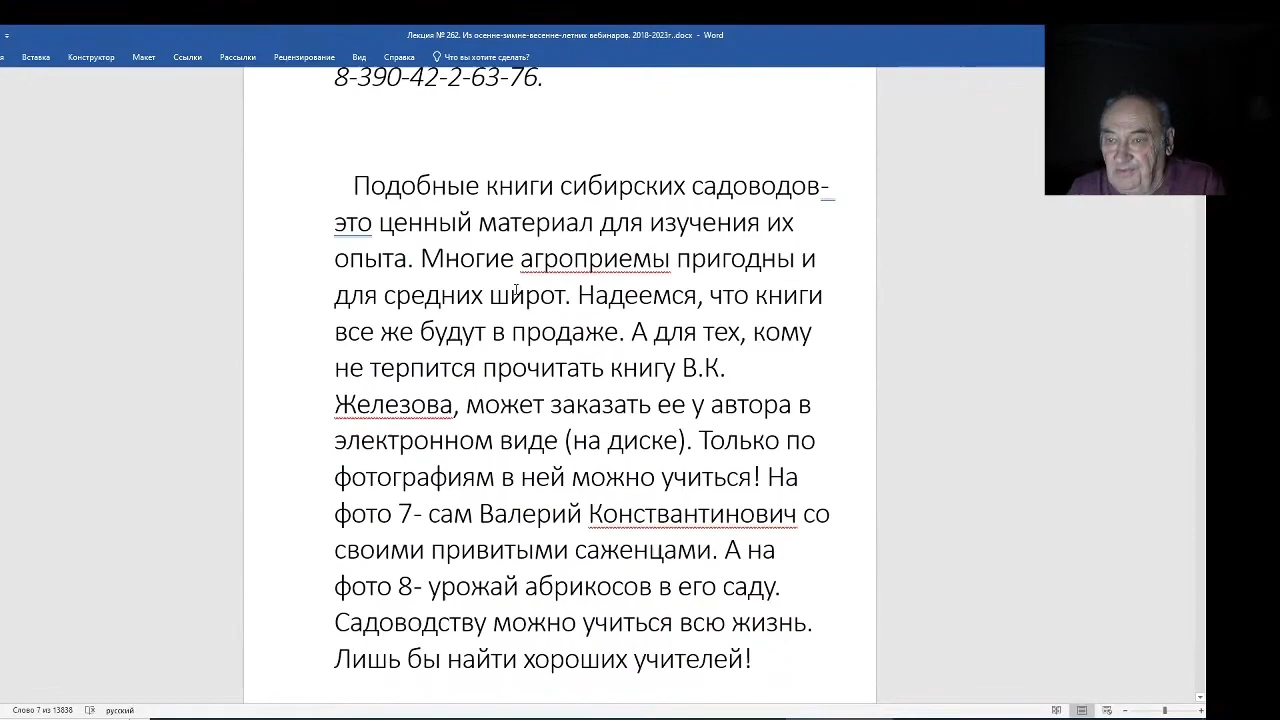 Лекция № 262. Из осенне-зимне-весенне-летних вебинаров. 2018-2023г..docx - Word
Вставка Конструктор Макет Ссылки Рассылки Рецензирование Вид Справка Что вы хотите сделать?
8-390-42-2-63-76.
Подобные книги сибирских садоводов-
это ценный материал для изучения их
опыта. Многие агроприемы пригодны и
для средних широт. Надеемся, что книги
все же будут в продаже. А для тех, кому
не терпится прочитать книгу В.К.
Железова, может заказать ее у автора в
электронном виде (на диске). Только по
фотографиям в ней можно учиться! На
фото 7- сам Валерий Константвинович со
своими привитыми саженцами. А на
фото 8- урожай абрикосов в его саду.
Садоводству можно учиться всю жизнь.
Лишь бы найти хороших учителей!
Слово 7 из 13838 русский